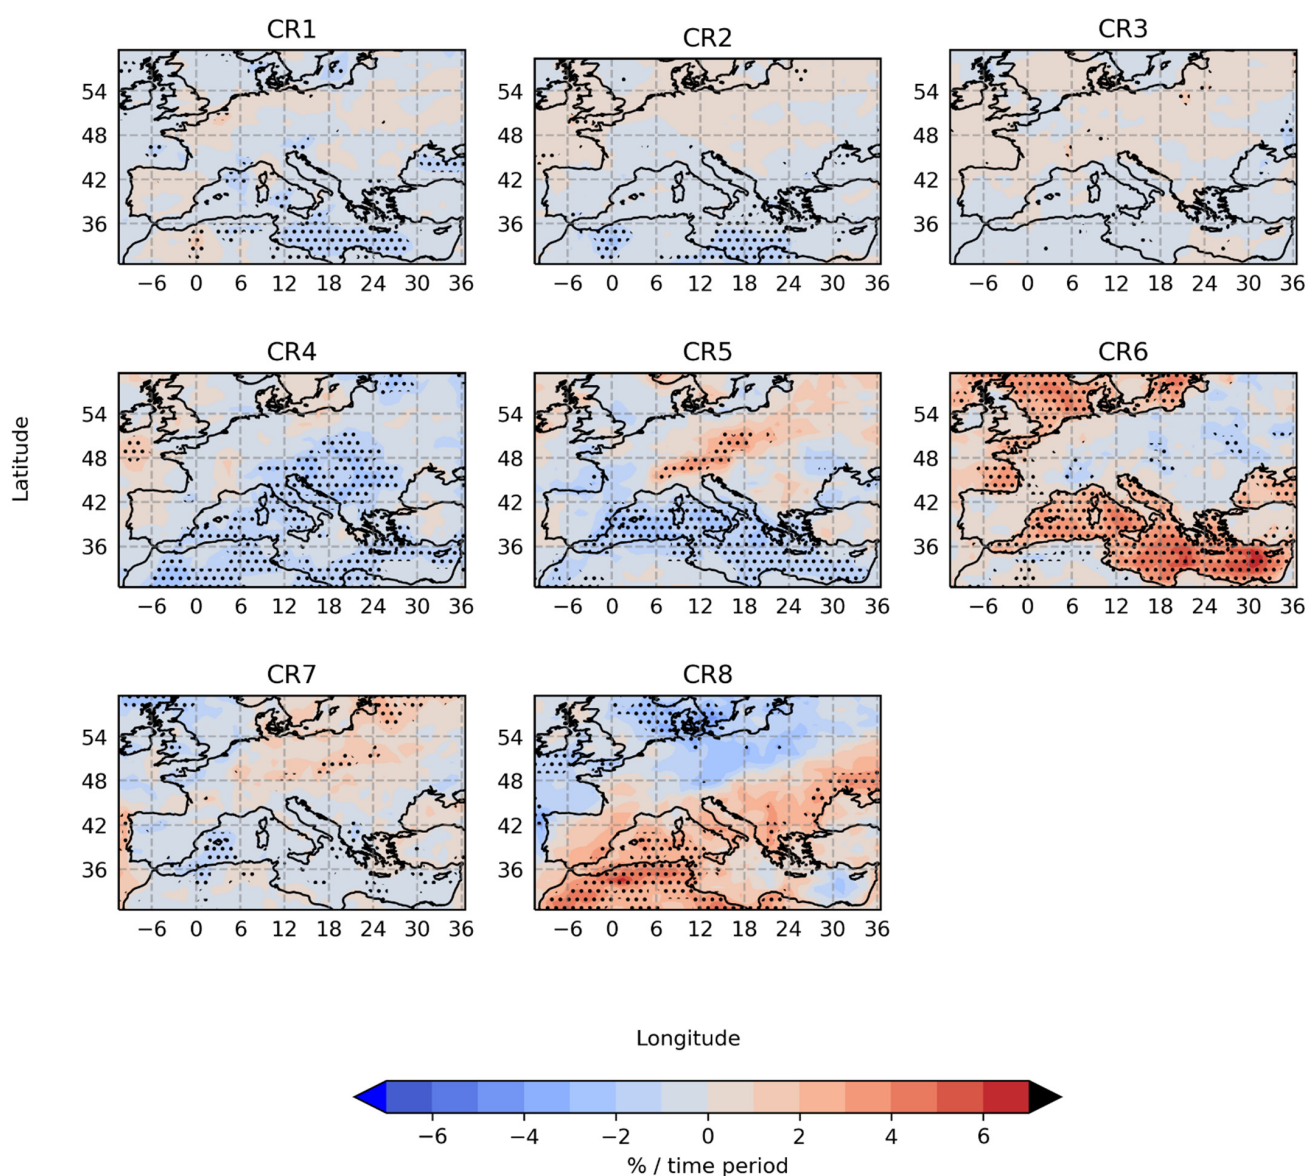 CR1 CR2 CR3
54 54 54
48 48 48
42 42 42
36 36 36
−6 0 6 12 18 24 30 36 −6 0 6 12 18 24 30 36 −6 0 6 12 18 24 30 36
CR4 CR5 CR6
Latitude
54 54 54
48 48 48
42 42 42
36 36 36
−6 0 6 12 18 24 30 36 −6 0 6 12 18 24 30 36 −6 0 6 12 18 24 30 36
CR7 CR8
54 54
48 48
42 42
36 36
−6 0 6 12 18 24 30 36 −6 0 6 12 18 24 30 36
Longitude
−6 −4 −2 0 2 4 6
% / time period